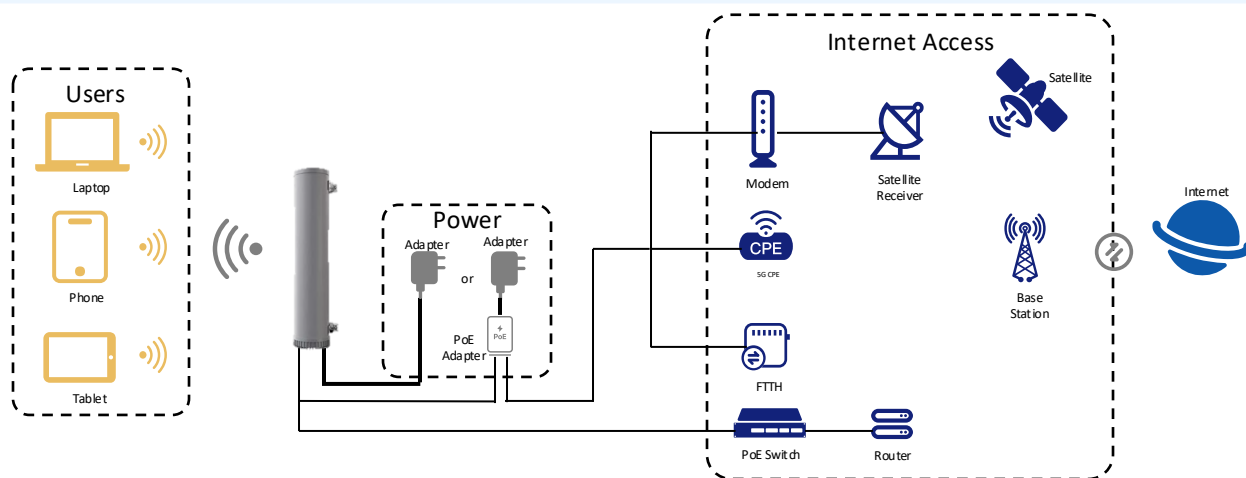 Users
Laptop
Phone
Tablet
Power
Adapter
Adapter
or
PoE
PoE
Adapter
Internet Access
Satellite
Modem
Satellite
Receiver
CPE
5G CPE
Base
Station
FTTH
PoE Switch
Router
Internet